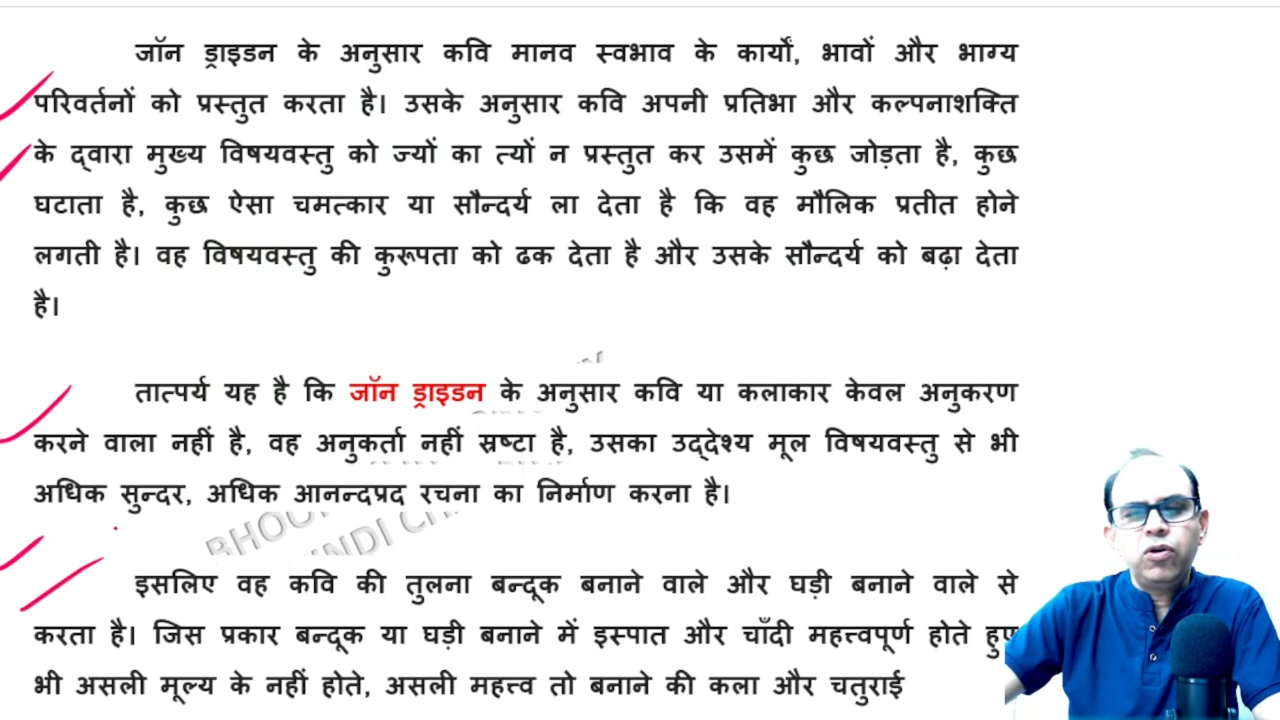 जॉन ड्राइडन के अनुसार कवि मानव स्वभाव के कार्यों, भावों और भाग्य
परिवर्तनों को प्रस्तुत करता है। उसके अनुसार कवि अपनी प्रतिभा और कल्पनाशक्ति
के द्वारा मुख्य विषयवस्तु को ज्यों का त्यों न प्रस्तुत कर उसमें कुछ जोड़ता है, कुछ
घटाता है, कुछ ऐसा चमत्कार या सौन्दर्य ला देता है कि वह मौलिक प्रतीत होने
लगती है। वह विषयवस्तु की कुरूपता को ढक देता है और उसके सौन्दर्य को बढ़ा देता
है।
तात्पर्य यह है कि जॉन ड्राइडन के अनुसार कवि या कलाकार केवल अनुकरण
करने वाला नहीं है, वह अनुकर्ता नहीं स्रष्टा है, उसका उद्देश्य मूल विषयवस्तु से भी
अधिक सुन्दर, अधिक आनन्दप्रद रचना का निर्माण करना है।
इसलिए वह कवि की तुलना बन्दूक बनाने वाले और घड़ी बनाने वाले से
करता है। जिस प्रकार बन्दूक या घड़ी बनाने में इस्पात और चाँदी महत्त्वपूर्ण होते हुए
भी असली मूल्य के नहीं होते, असली महत्त्व तो बनाने की कला और चतुराई